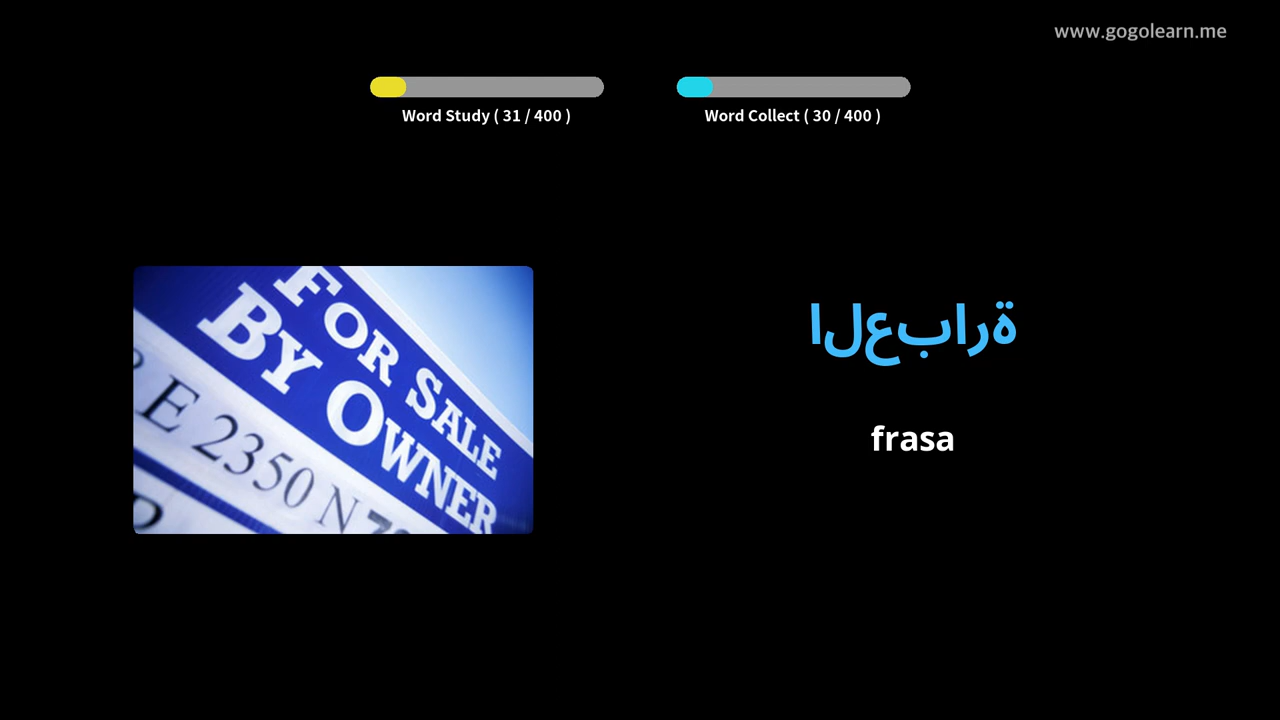 www.gogolearn.me
Word Study ( 31 / 400 )
Word Collect ( 30 / 400 )
FOR SALE
BY OWNER
E 2350 N
العبارة
frasa